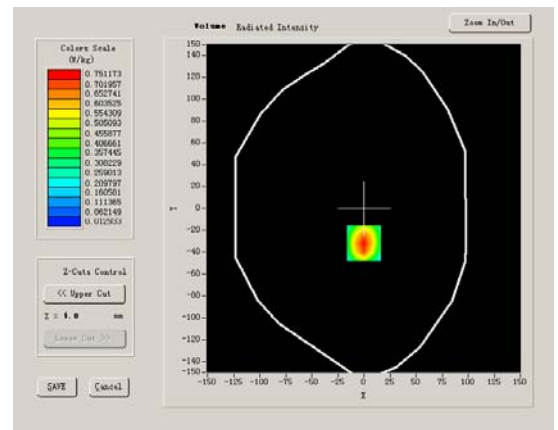 Volume Radiated Intensity
Zoom In/Out
Colors Scale
(W/kg)
0.751173
0.701957
0.652741
0.603525
0.554309
0.505093
0.455877
0.406661
0.357445
0.308229
0.259013
0.209797
0.160581
0.111365
0.062149
0.012933
Z-Cuts Control
<< Upper Cut
Z = 4.0 mm
Lower Cut >>
SAVE Cancel
150
140
120
100
80
60
40
20
0
-20
-40
-60
-80
-100
-120
-140
-150
Y
-150 -125 -100 -75 -50 -25 0 25 50 75 100 125 150
X